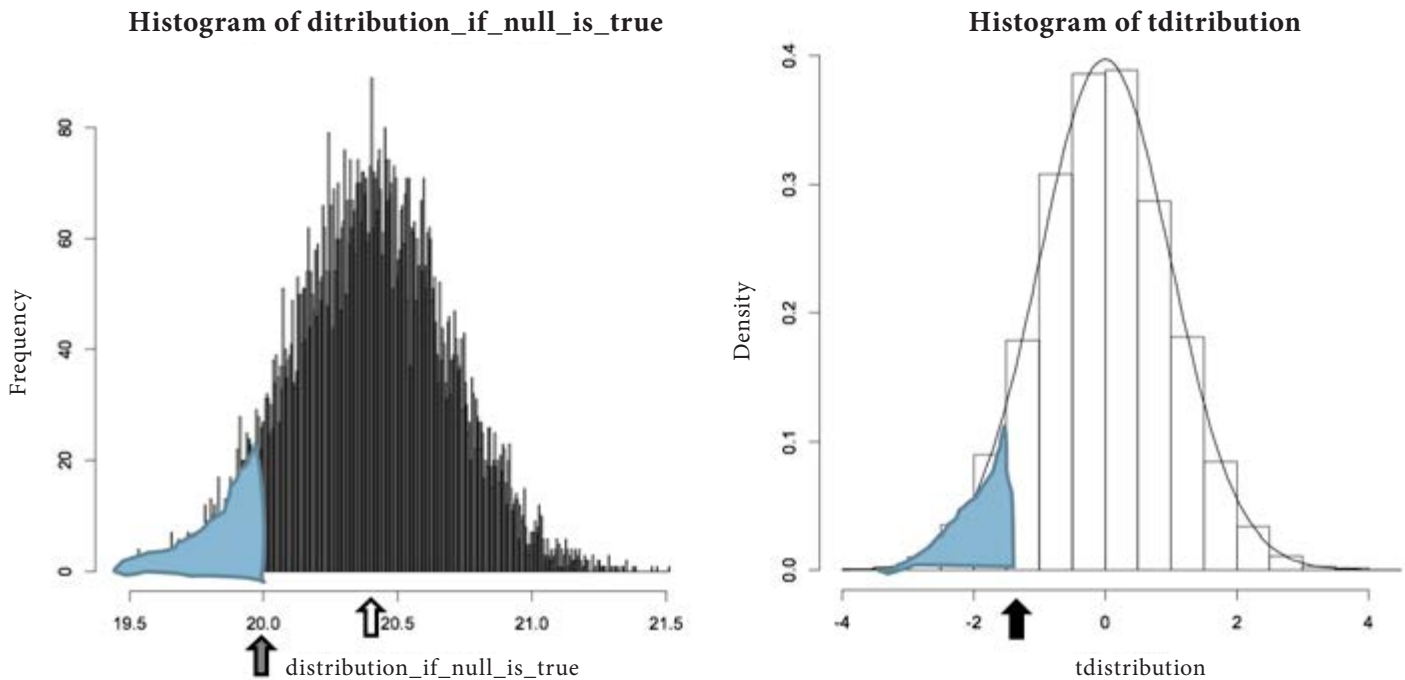 Histogram of ditribution_if_null_is_true
Frequency
80
60
40
20
0
19.5 20.0 20.5 21.0 21.5
distribution_if_null_is_true
Histogram of tditribution
Density
0.4
0.3
0.2
0.1
0.0
-4 -2 0 2 4
tdistribution